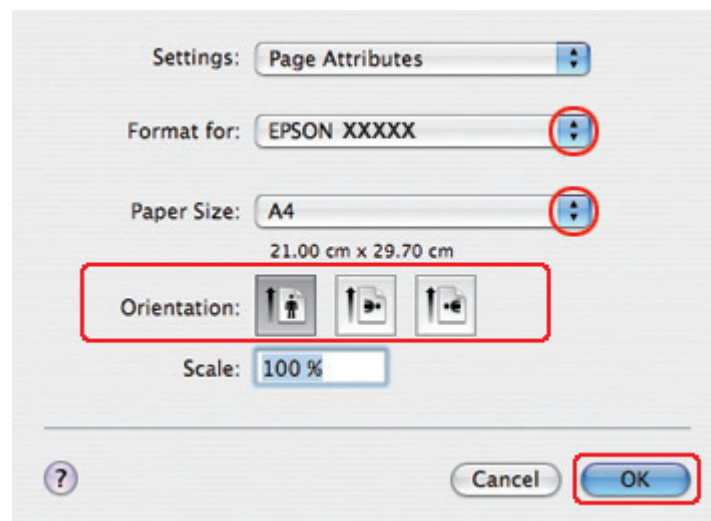 Settings: Page Attributes
Format for: EPSON XXXXX
Paper Size: A4
21.00 cm x 29.70 cm
Orientation:
Scale: 100 %
? Cancel OK